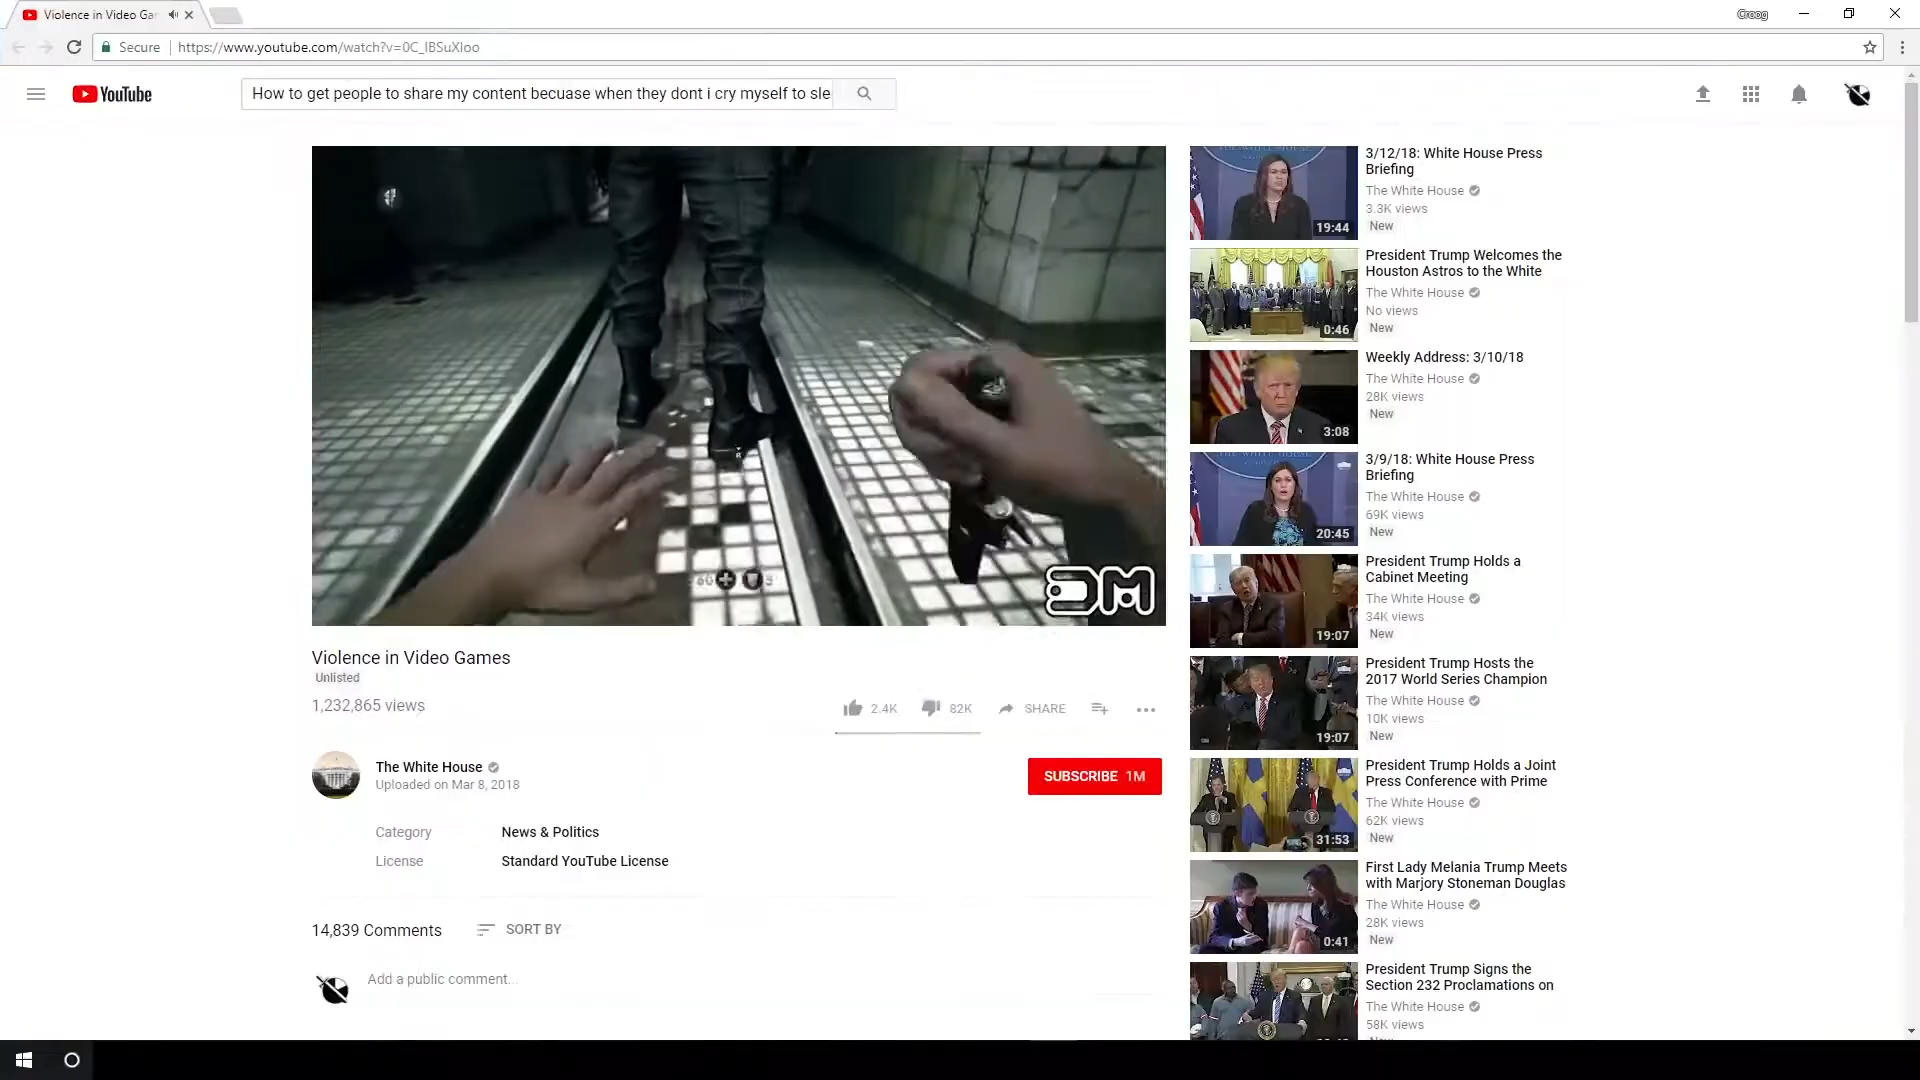 Violence in Video Gar
Croog
Secure
https://www.youtube.com/watch?v=0C_IBSuXIoo
YouTube
How to get people to share my content becuase when they dont i cry myself to sle
DM
Violence in Video Games
Unlisted
1,232,865 views
2.4K
82K
SHARE
The White House
Uploaded on Mar 8, 2018
SUBSCRIBE 1M
Category
News & Politics
License
Standard YouTube License
14,839 Comments
SORT BY
Add a public comment...
3/12/18: White House Press
Briefing
The White House
3.3K views
New
19:44
President Trump Welcomes the
Houston Astros to the White
The White House
No views
New
0:46
Weekly Address: 3/10/18
The White House
28K views
New
3:08
3/9/18: White House Press
Briefing
The White House
69K views
New
20:45
President Trump Holds a
Cabinet Meeting
The White House
34K views
New
19:07
President Trump Hosts the
2017 World Series Champion
The White House
10K views
New
19:07
President Trump Holds a Joint
Press Conference with Prime
The White House
62K views
New
31:53
First Lady Melania Trump Meets
with Marjory Stoneman Douglas
The White House
28K views
New
0:41
President Trump Signs the
Section 232 Proclamations on
The White House
58K views